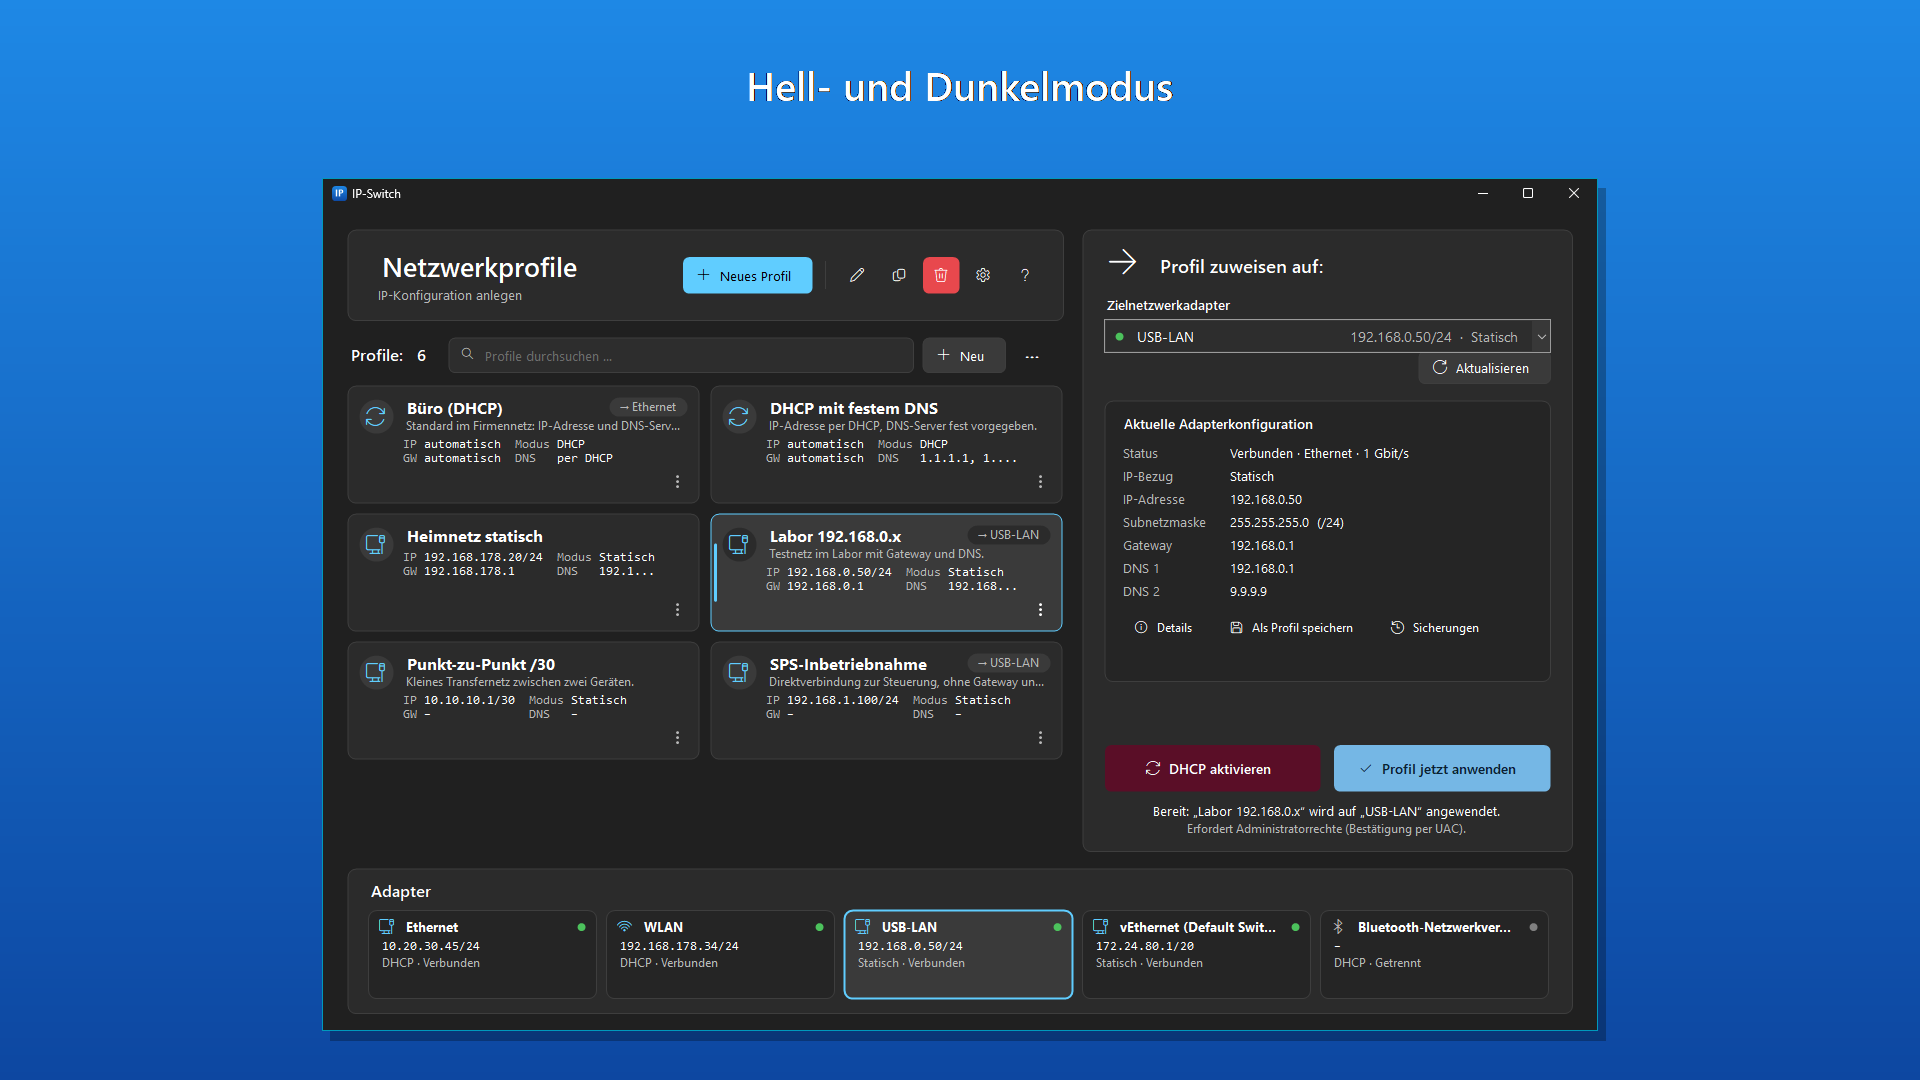 Hell- und Dunkelmodus
IP IP-Switch
Netzwerkprofile
IP-Konfiguration anlegen
+ Neues Profil
?
Profile: 6
Profile durchsuchen ...
+ Neu
...
Büro (DHCP)
→ Ethernet
Standard im Firmennetz: IP-Adresse und DNS-Serv...
IP automatisch Modus DHCP
GW automatisch DNS per DHCP
DHCP mit festem DNS
IP-Adresse per DHCP, DNS-Server fest vorgegeben.
IP automatisch Modus DHCP
GW automatisch DNS 1.1.1.1, 1....
Heimnetz statisch
IP 192.168.178.20/24 Modus Statisch
GW 192.168.178.1 DNS 192.1...
Labor 192.168.0.x
→ USB-LAN
Testnetz im Labor mit Gateway und DNS.
IP 192.168.0.50/24 Modus Statisch
GW 192.168.0.1 DNS 192.168...
Punkt-zu-Punkt /30
Kleines Transfernetz zwischen zwei Geräten.
IP 10.10.10.1/30 Modus Statisch
GW – DNS –
SPS-Inbetriebnahme
→ USB-LAN
Direktverbindung zur Steuerung, ohne Gateway un...
IP 192.168.1.100/24 Modus Statisch
GW – DNS –
Profil zuweisen auf:
Zielnetzwerkadapter
USB-LAN 192.168.0.50/24 · Statisch
Aktualisieren
Aktuelle Adapterkonfiguration
Status Verbunden · Ethernet · 1 Gbit/s
IP-Bezug Statisch
IP-Adresse 192.168.0.50
Subnetzmaske 255.255.255.0 (/24)
Gateway 192.168.0.1
DNS 1 192.168.0.1
DNS 2 9.9.9.9
Details Als Profil speichern Sicherungen
DHCP aktivieren
Profil jetzt anwenden
Bereit: „Labor 192.168.0.x“ wird auf „USB-LAN“ angewendet.
Erfordert Administratorrechte (Bestätigung per UAC).
Adapter
Ethernet
10.20.30.45/24
DHCP · Verbunden
WLAN
192.168.178.34/24
DHCP · Verbunden
USB-LAN
192.168.0.50/24
Statisch · Verbunden
vEthernet (Default Swit...
172.24.80.1/20
Statisch · Verbunden
Bluetooth-Netzwerkver...
–
DHCP · Getrennt